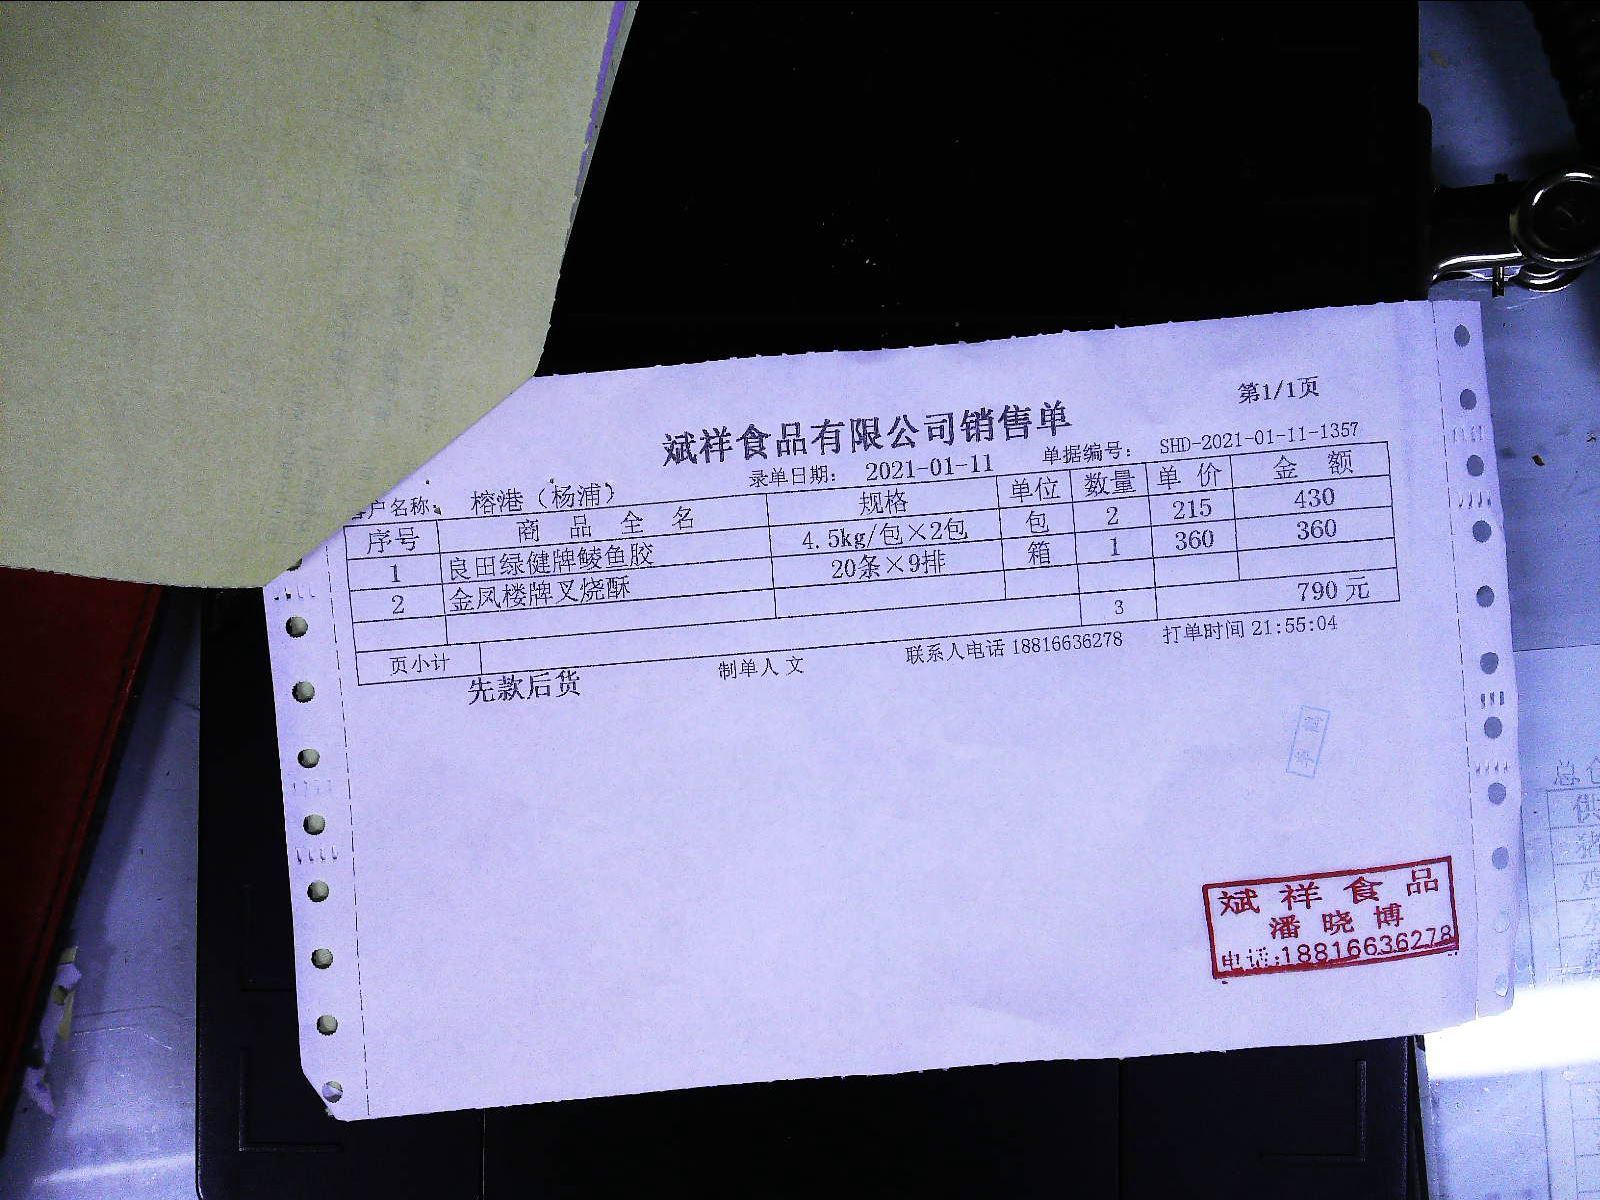 第1/1页
斌祥食品有限公司销售单
客户名称: 榕港（杨浦） 录单日期: 2021-01-11 单据编号: SHD-2021-01-11-1357
序号 商品全名 规格 单位 数量 单价 金额
1 良田绿健牌鲮鱼胶 4.5kg/包×2包 包 2 215 430
2 金凤楼牌叉烧酥 20条×9排 箱 1 360 360
页小计 3 790元
先款后货 制单人 文 联系人电话 18816636278 打单时间 21:55:04
斌祥食品
潘晓博
电话:18816636278
总仓
供